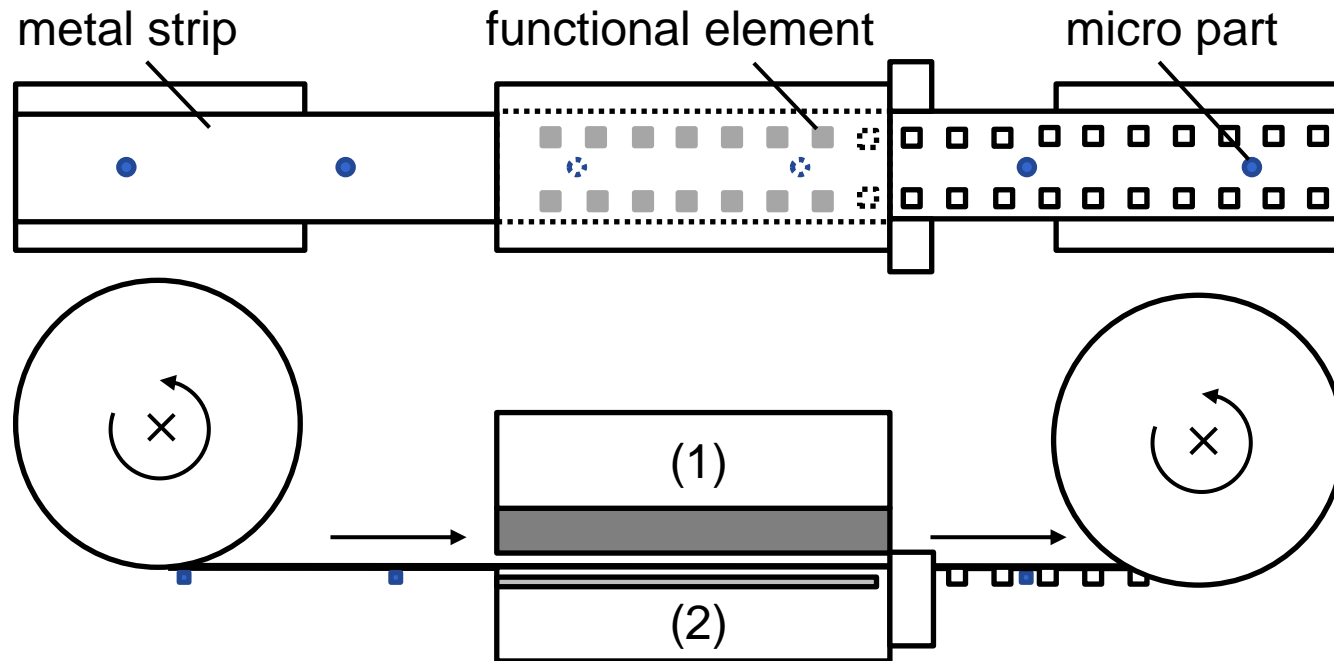 metal strip
functional element
micro part
(1)
(2)